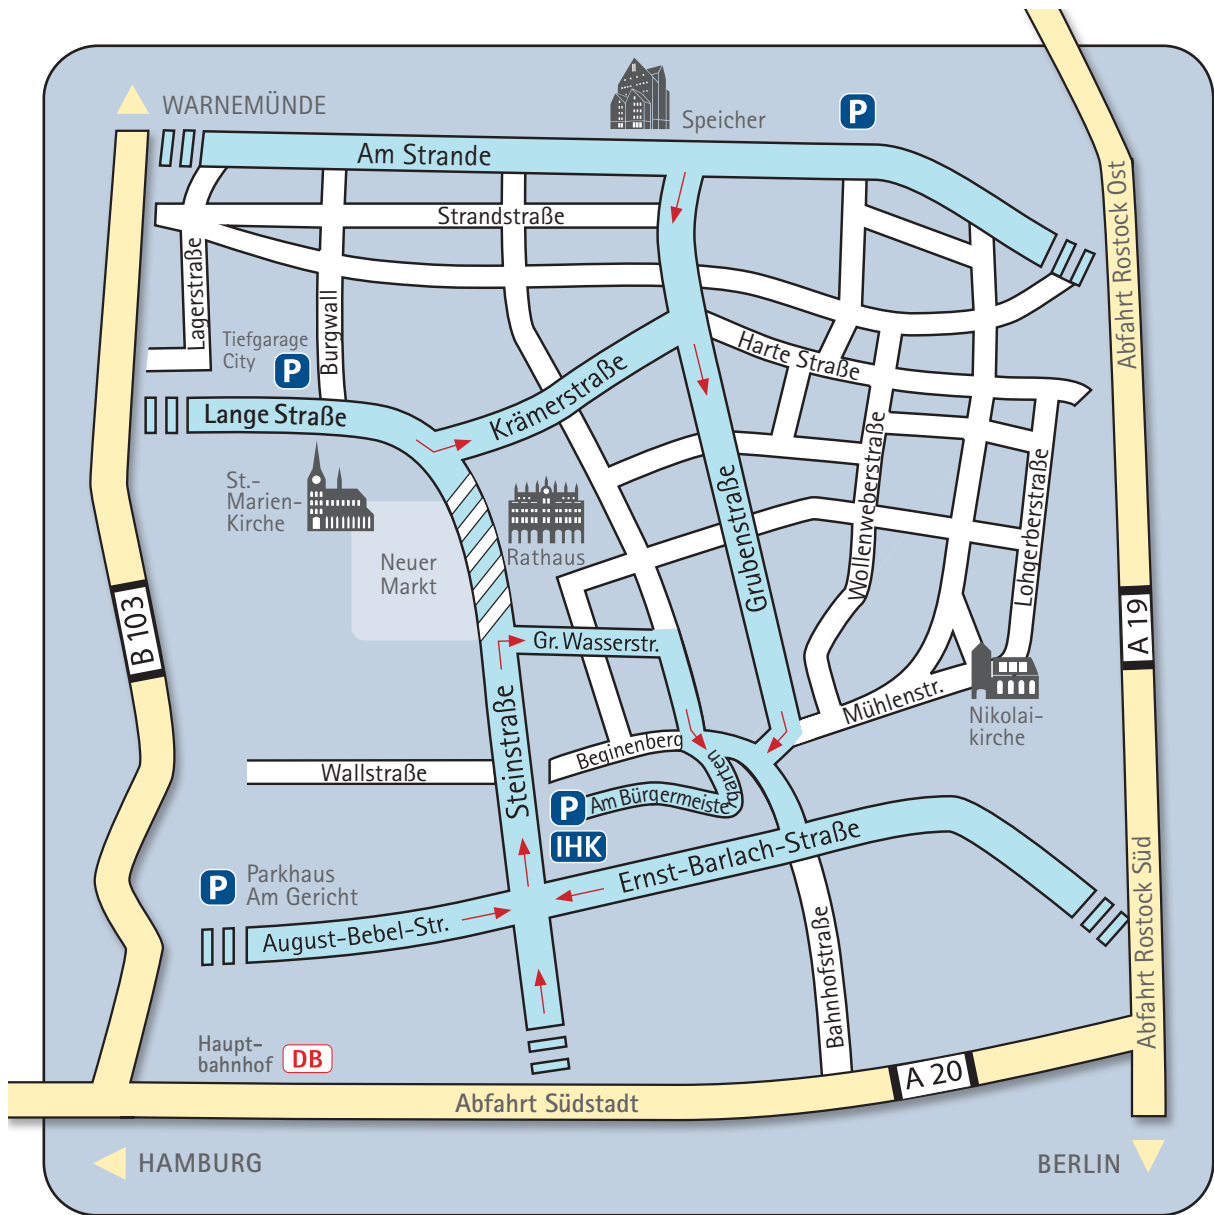 WARNEMÜNDE
Speicher
P
Am Strande
Strandstraße
Abfahrt Rostock Ost
Lagerstraße
Burgwall
Tiefgarage
City
P
Harte Straße
Lange Straße
Krämerstraße
St.-
Marien-
Kirche
Rathaus
Neuer
Markt
Grubenstraße
Wollenweberstraße
Lohgerberstraße
B 103
A 19
Gr. Wasserstr.
Steinstraße
Mühlenstr.
Nikolai-
kirche
Beginenberg
Wallstraße
P
Am Bürgermeistergarten
IHK
Ernst-Barlach-Straße
P
Parkhaus
Am Gericht
August-Bebel-Str.
Bahnhofstraße
Abfahrt Rostock Süd
Haupt-
bahnhof
DB
A 20
Abfahrt Südstadt
HAMBURG
BERLIN